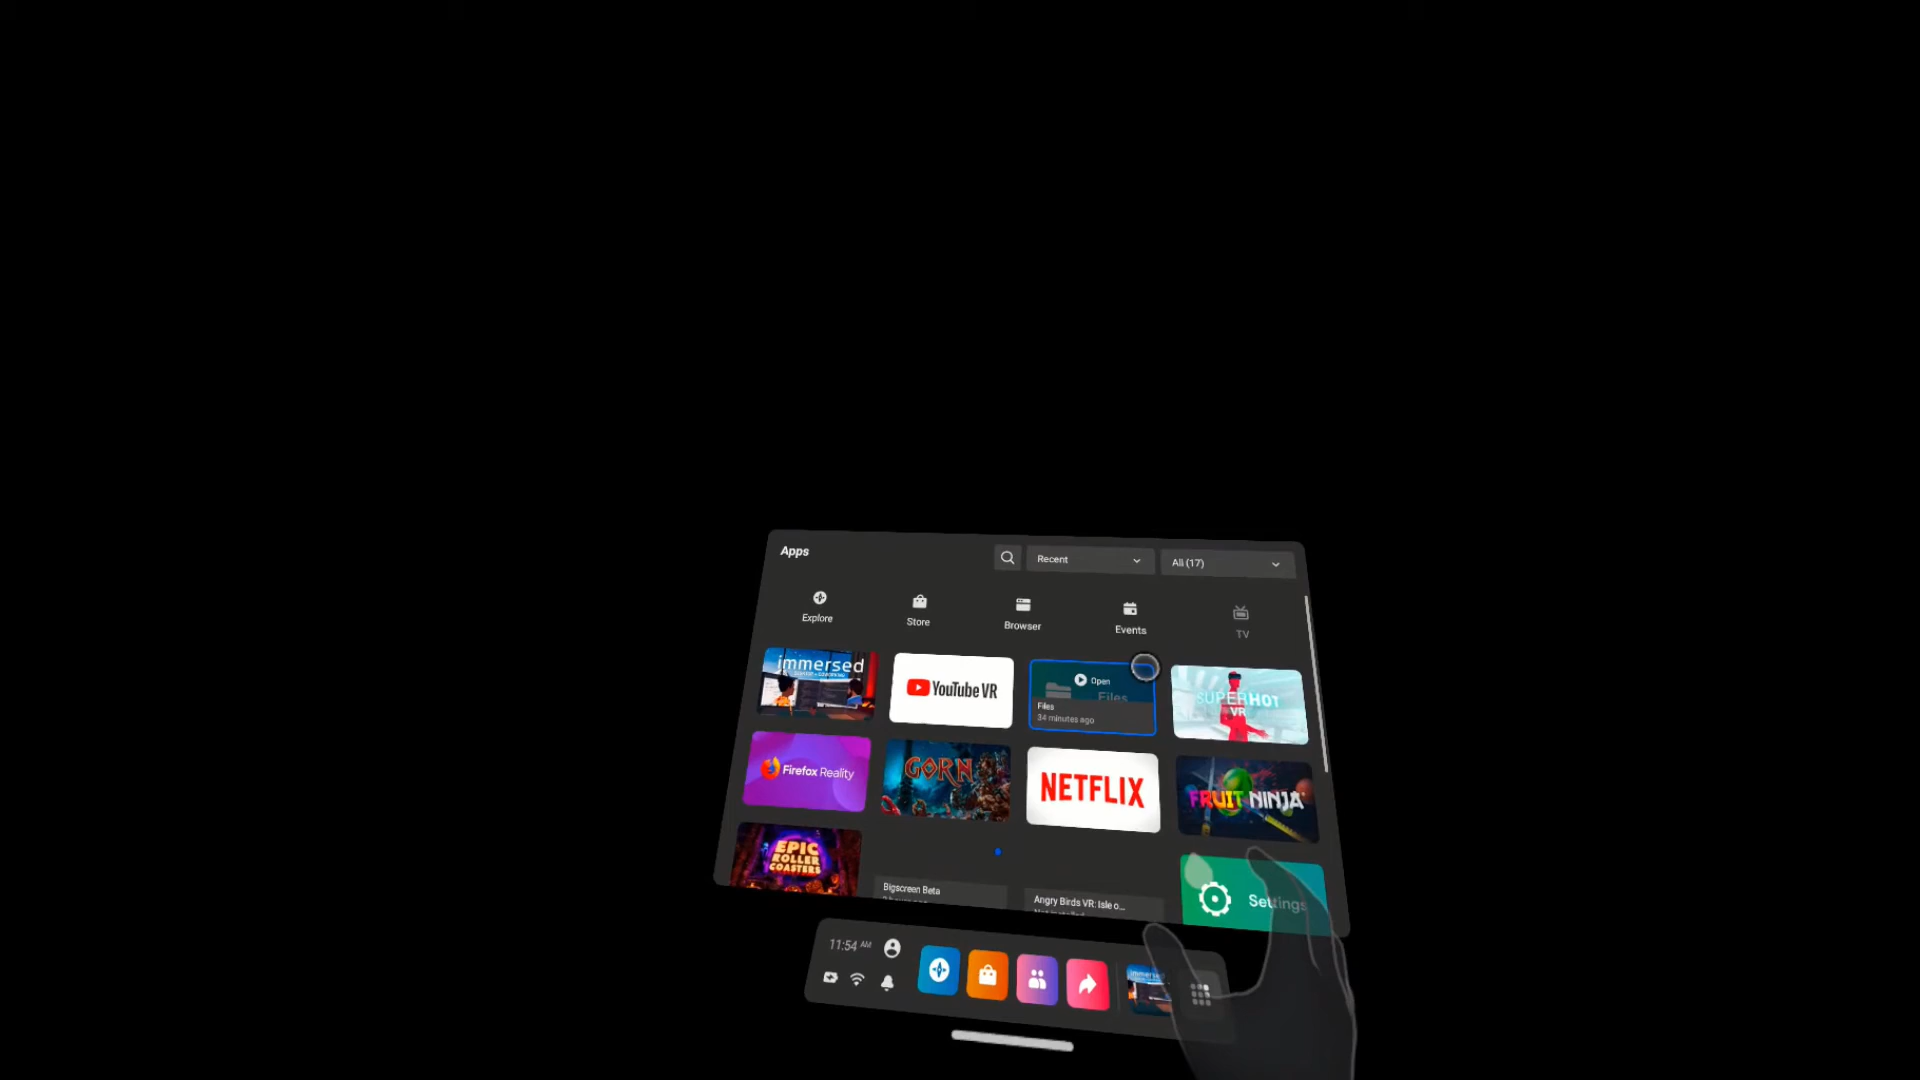 Apps
Recent
All (17)
Explore
Store
Browser
Events
TV
immersed
YouTube VR
Open
Files
Files
34 minutes ago
SUPERHOT
VR
Firefox Reality
GORN
NETFLIX
FRUIT NINJA
EPIC
ROLLER
COASTERS
Bigscreen Beta
Angry Birds VR: Isle o...
Settings
11:54 AM
immersed